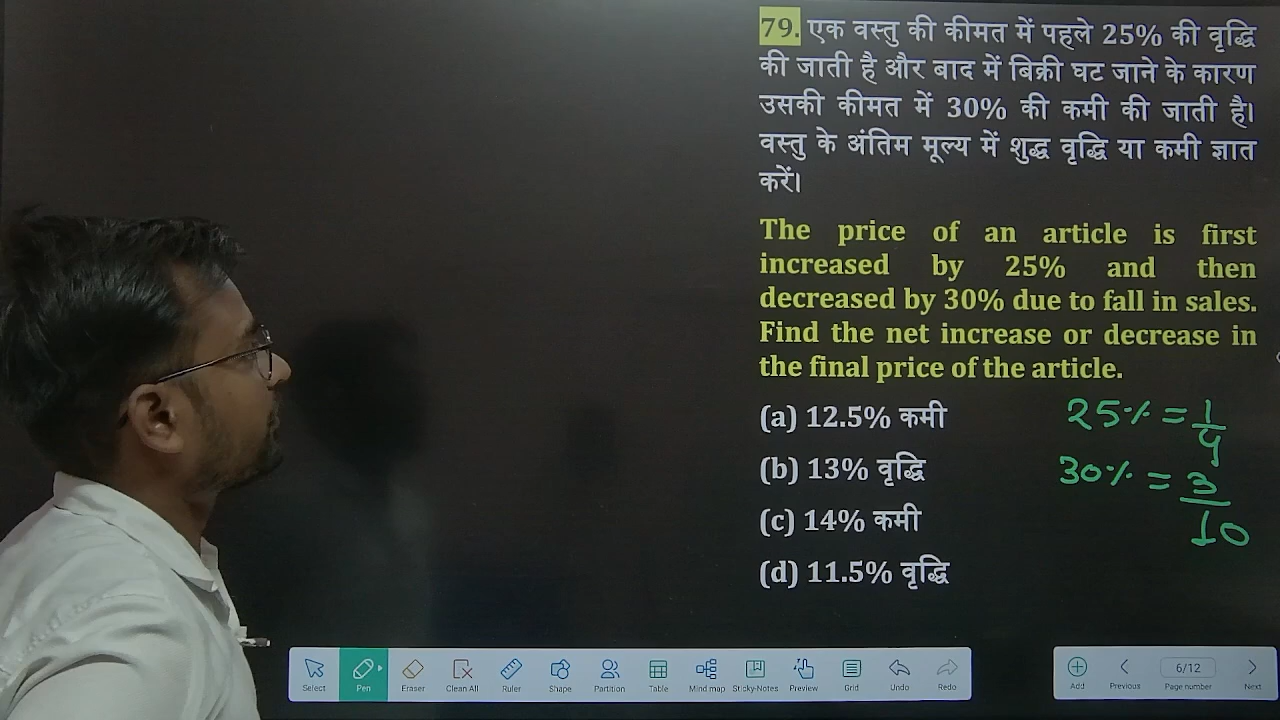 79. एक वस्तु की कीमत में पहले 25% की वृद्धि
की जाती है और बाद में बिक्री घट जाने के कारण
उसकी कीमत में 30% की कमी की जाती है।
वस्तु के अंतिम मूल्य में शुद्ध वृद्धि या कमी ज्ञात
करें।
The price of an article is first
increased by 25% and then
decreased by 30% due to fall in sales.
Find the net increase or decrease in
the final price of the article.
(a) 12.5% कमी
(b) 13% वृद्धि
(c) 14% कमी
(d) 11.5% वृद्धि
25% = 1/4
30% = 3/10
Select Pen Eraser Clean All Ruler Shape Partition Table Mind map Sticky-Notes Preview Grid Undo Redo
Add Previous 6/12 Page number Next